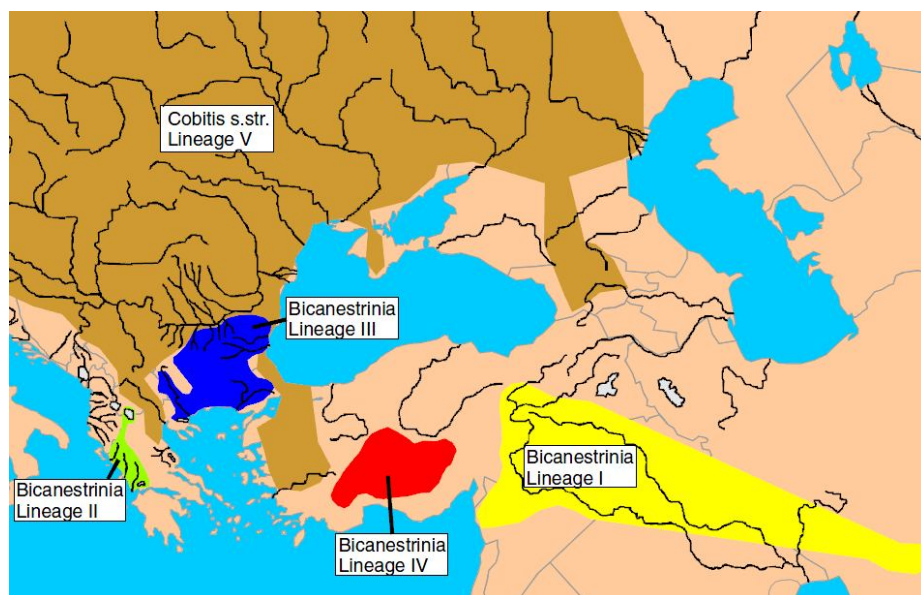 Cobitis s.str.
Lineage V
Bicanestrinia
Lineage III
Bicanestrinia
Lineage I
Bicanestrinia
Lineage II
Bicanestrinia
Lineage IV